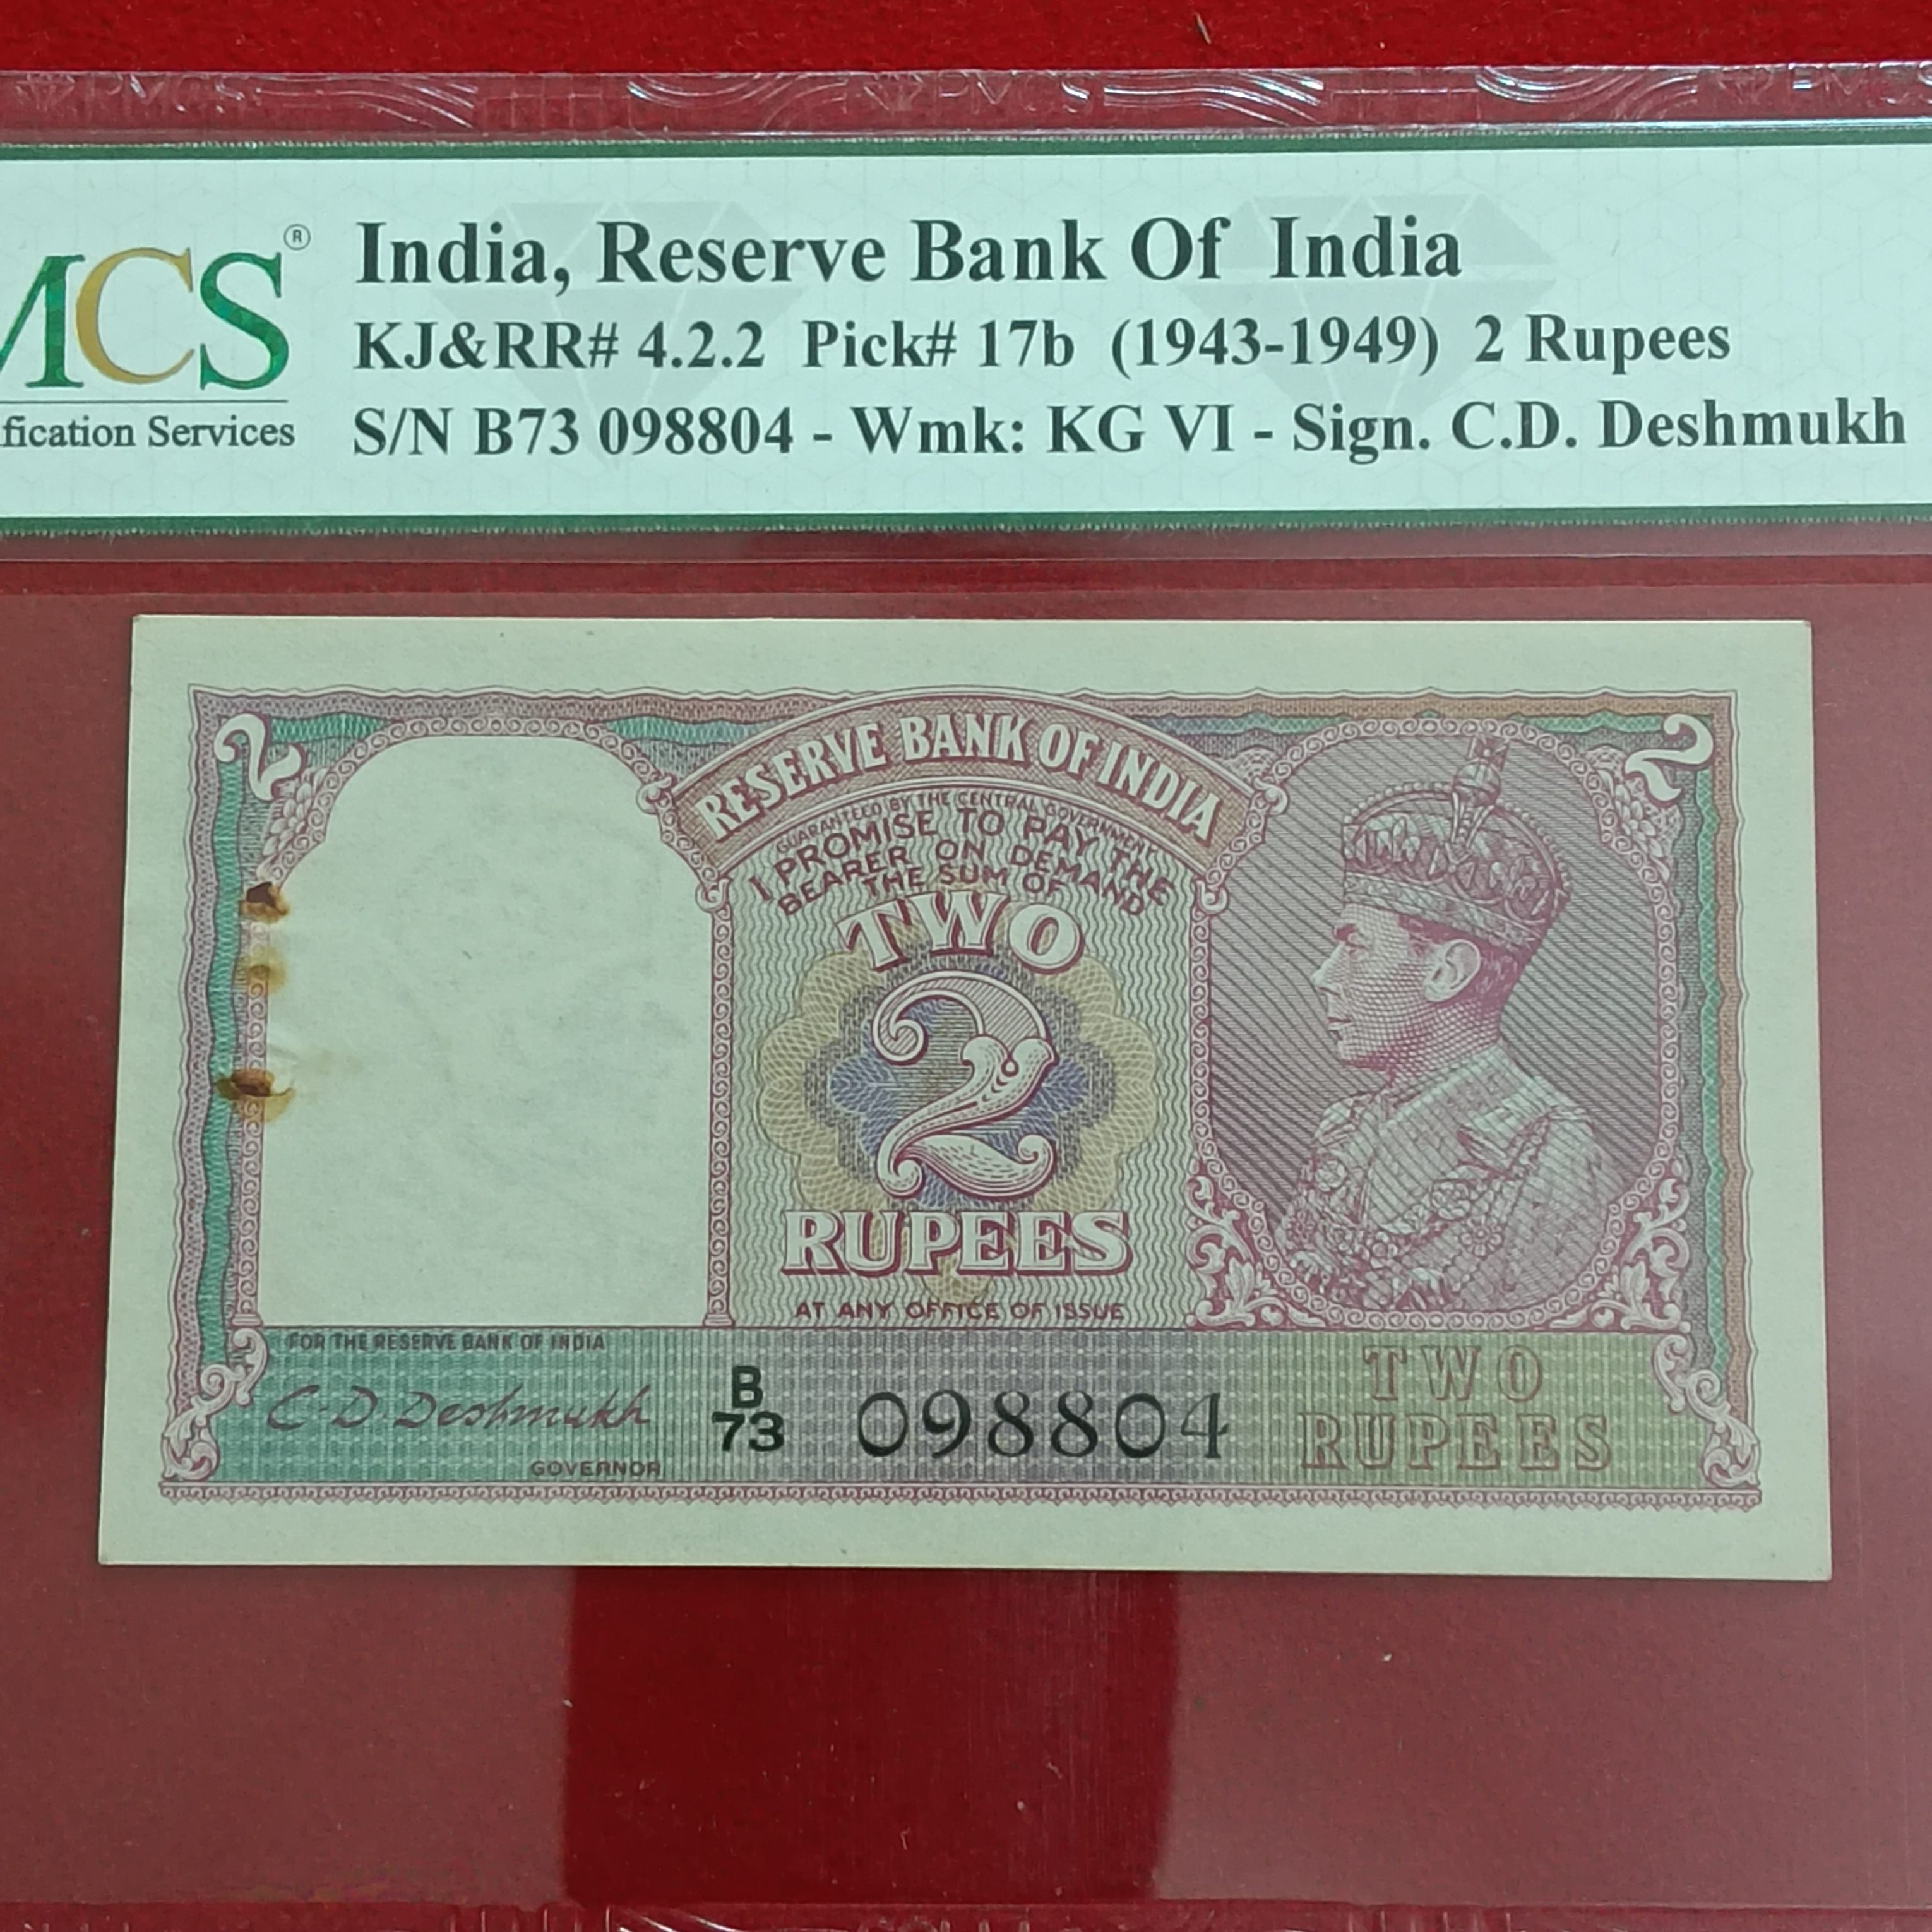 PMCS PMCS PMCS
MCS®
fication Services
India, Reserve Bank Of India
KJ&RR# 4.2.2 Pick# 17b (1943-1949) 2 Rupees
S/N B73 098804 - Wmk: KG VI - Sign. C.D. Deshmukh
2 2
RESERVE BANK OF INDIA
GUARANTEED BY THE CENTRAL GOVERNMENT
I PROMISE TO PAY THE
BEARER ON DEMAND
THE SUM OF
TWO
2
RUPEES
AT ANY OFFICE OF ISSUE
FOR THE RESERVE BANK OF INDIA
C. D. Deshmukh
GOVERNOR
B
73
098804
TWO
RUPEES